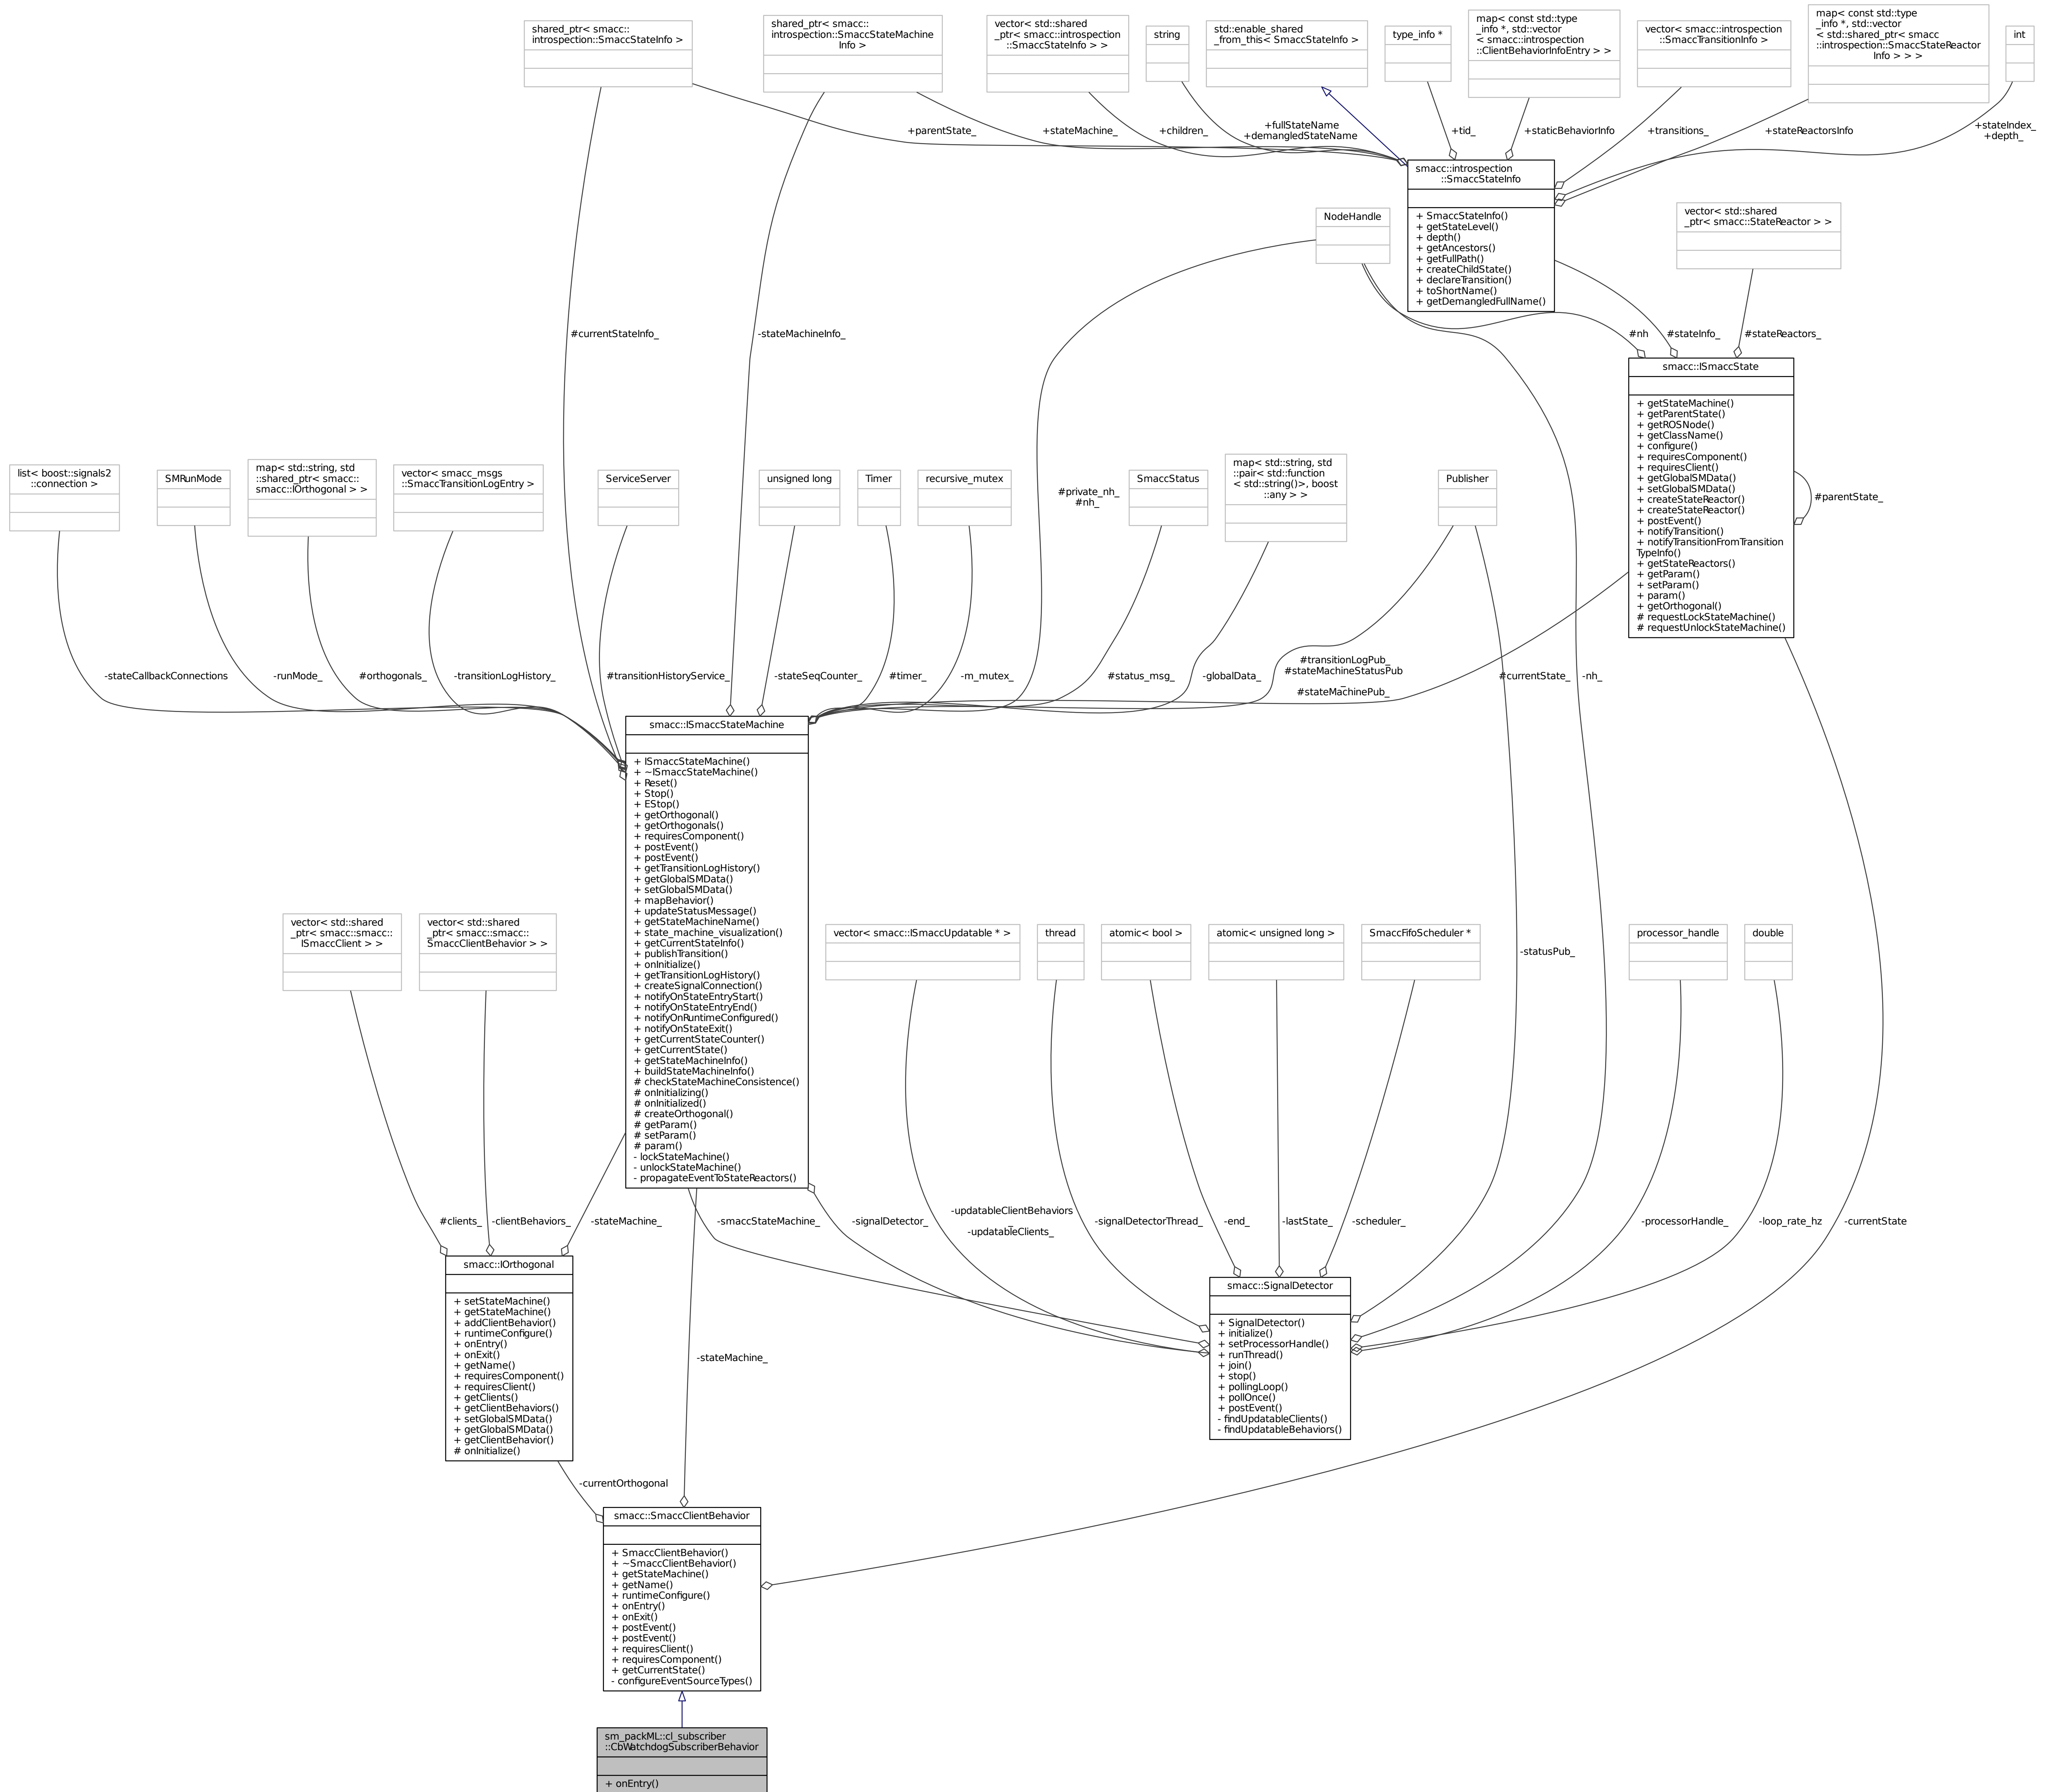 shared_ptr< smacc::
introspection::SmaccStateInfo >
shared_ptr< smacc::
introspection::SmaccStateMachine
Info >
vector< std::shared
_ptr< smacc::introspection
::SmaccStateInfo > >
string
std::enable_shared
_from_this< SmaccStateInfo >
type_info *
map< const std::type
_info *, std::vector
< smacc::introspection
::ClientBehaviorInfoEntry > >
vector< smacc::introspection
::SmaccTransitionInfo >
map< const std::type
_info *, std::vector
< std::shared_ptr< smacc
::introspection::SmaccStateReactor
Info > > >
int
+parentState_
+stateMachine_
+children_
+fullStateName
+demangledStateName
+tid_
+staticBehaviorInfo
+transitions_
+stateReactorsInfo
+stateIndex_
+depth_
smacc::introspection
::SmaccStateInfo
+ SmaccStateInfo()
+ getStateLevel()
+ depth()
+ getAncestors()
+ getFullPath()
+ createChildState()
+ declareTransition()
+ toShortName()
+ getDemangledFullName()
NodeHandle
vector< std::shared
_ptr< smacc::StateReactor > >
#currentStateInfo_
-stateMachineInfo_
#nh
#stateInfo_
#stateReactors_
smacc::ISmaccState
+ getStateMachine()
+ getParentState()
+ getROSNode()
+ getClassName()
+ configure()
+ requiresComponent()
+ requiresClient()
+ getGlobalSMData()
+ setGlobalSMData()
+ createStateReactor()
+ createStateReactor()
+ postEvent()
+ notifyTransition()
+ notifyTransitionFromTransition
TypeInfo()
+ getStateReactors()
+ getParam()
+ setParam()
+ param()
+ getOrthogonal()
# requestLockStateMachine()
# requestUnlockStateMachine()
#parentState_
list< boost::signals2
::connection >
SMRunMode
map< std::string, std
::shared_ptr< smacc::
smacc::IOrthogonal > >
vector< smacc_msgs
::SmaccTransitionLogEntry >
ServiceServer
unsigned long
Timer
recursive_mutex
#private_nh_
#nh_
SmaccStatus
map< std::string, std
::pair< std::function
< std::string()>, boost
::any > >
Publisher
-stateCallbackConnections
-runMode_
#orthogonals_
-transitionLogHistory_
#transitionHistoryService_
-stateSeqCounter_
#timer_
-m_mutex_
#status_msg_
-globalData_
#transitionLogPub_
#stateMachineStatusPub
_
#stateMachinePub_
#currentState_
-nh_
smacc::ISmaccStateMachine
+ ISmaccStateMachine()
+ ~ISmaccStateMachine()
+ Reset()
+ Stop()
+ EStop()
+ getOrthogonal()
+ getOrthogonals()
+ requiresComponent()
+ postEvent()
+ postEvent()
+ getTransitionLogHistory()
+ getGlobalSMData()
+ setGlobalSMData()
+ mapBehavior()
+ updateStatusMessage()
+ getStateMachineName()
+ state_machine_visualization()
+ getCurrentStateInfo()
+ publishTransition()
+ onInitialize()
+ getTransitionLogHistory()
+ createSignalConnection()
+ notifyOnStateEntryStart()
+ notifyOnStateEntryEnd()
+ notifyOnRuntimeConfigured()
+ notifyOnStateExit()
+ getCurrentStateCounter()
+ getCurrentState()
+ getStateMachineInfo()
+ buildStateMachineInfo()
# checkStateMachineConsistence()
# onInitializing()
# onInitialized()
# createOrthogonal()
# getParam()
# setParam()
# param()
- lockStateMachine()
- unlockStateMachine()
- propagateEventToStateReactors()
vector< std::shared
_ptr< smacc::smacc::
ISmaccClient > >
vector< std::shared
_ptr< smacc::smacc::
SmaccClientBehavior > >
vector< smacc::ISmaccUpdatable * >
thread
atomic< bool >
atomic< unsigned long >
SmaccFifoScheduler *
-statusPub_
processor_handle
double
#clients_
-clientBehaviors_
-stateMachine_
-smaccStateMachine_
-signalDetector_
-updatableClientBehaviors
_
-updatableClients_
-signalDetectorThread_
-end_
-lastState_
-scheduler_
-processorHandle_
-loop_rate_hz
-currentState
smacc::IOrthogonal
+ setStateMachine()
+ getStateMachine()
+ addClientBehavior()
+ runtimeConfigure()
+ onEntry()
+ onExit()
+ getName()
+ requiresComponent()
+ requiresClient()
+ getClients()
+ getClientBehaviors()
+ setGlobalSMData()
+ getGlobalSMData()
+ getClientBehavior()
# onInitialize()
smacc::SignalDetector
+ SignalDetector()
+ initialize()
+ setProcessorHandle()
+ runThread()
+ join()
+ stop()
+ pollingLoop()
+ pollOnce()
+ postEvent()
- findUpdatableClients()
- findUpdatableBehaviors()
-stateMachine_
-currentOrthogonal
smacc::SmaccClientBehavior
+ SmaccClientBehavior()
+ ~SmaccClientBehavior()
+ getStateMachine()
+ getName()
+ runtimeConfigure()
+ onEntry()
+ onExit()
+ postEvent()
+ postEvent()
+ requiresClient()
+ requiresComponent()
+ getCurrentState()
- configureEventSourceTypes()
sm_packML::cl_subscriber
::CbWatchdogSubscriberBehavior
+ onEntry()